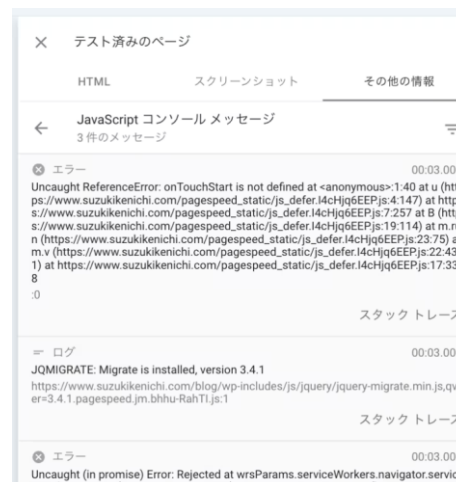 テスト済みのページ
HTML
スクリーンショット
その他の情報
JavaScript コンソール メッセージ
3 件のメッセージ
エラー
00:03.00
Uncaught ReferenceError: onTouchStart is not defined at <anonymous>:1:40 at u (htt
ps://www.suzukikenichi.com/pagespeed_static/js_defer.I4cHjq6EEP.js:4:147) at http
s://www.suzukikenichi.com/pagespeed_static/js_defer.I4cHjq6EEP.js:7:257 at B (http
s://www.suzukikenichi.com/pagespeed_static/js_defer.I4cHjq6EEP.js:19:114) at m.ru
n (https://www.suzukikenichi.com/pagespeed_static/js_defer.I4cHjq6EEP.js:23:75) a
m.v (https://www.suzukikenichi.com/pagespeed_static/js_defer.I4cHjq6EEP.js:22:43
1) at https://www.suzukikenichi.com/pagespeed_static/js_defer.I4cHjq6EEP.js:17:33
8
:0
スタック トレース
ログ
00:03.00
JQMIGRATE: Migrate is installed, version 3.4.1
https://www.suzukikenichi.com/blog/wp-includes/js/jquery/jquery-migrate.min.js,qv
er=3.4.1.pagespeed.jm.bhhu-RahTI.js:1
スタック トレース
エラー
00:03.00
Uncaught (in promise) Error: Rejected at wrsParams.serviceWorkers.navigator.servic